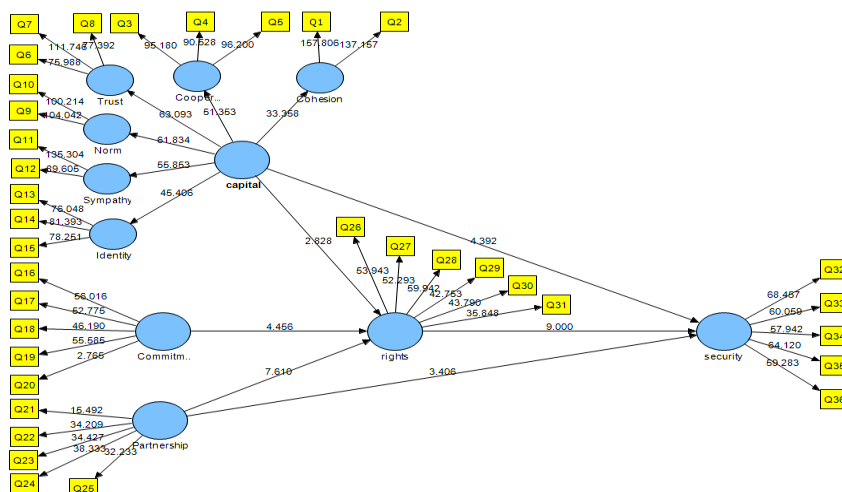 Q7
Q8
Q3
Q4
Q5
Q1
Q2
111.746
77.392
95.180
90.528
96.200
157.806
137.157
Q6
75.988
Trust
Cooper...
Cohesion
Q10
100.214
63.093
51.353
33.358
Q9
104.042
Norm
61.834
Q11
135.304
Q12
89.605
Sympathy
55.853
capital
Q13
76.048
45.406
Q14
81.393
Q15
78.251
Identity
2.828
4.392
Q26
Q27
Q28
Q29
Q30
Q31
53.943
52.293
59.942
42.753
43.790
35.848
Q16
56.016
Q17
52.775
Q18
46.190
Q19
55.585
Q20
2.765
Commitm..
4.456
rights
9.000
security
Q32
68.467
Q33
60.059
Q34
57.942
64.120
59.283
7.610
3.406
Q21
15.492
Q22
34.209
Q23
34.427
Q24
38.333
32.233
Q25
Partnership